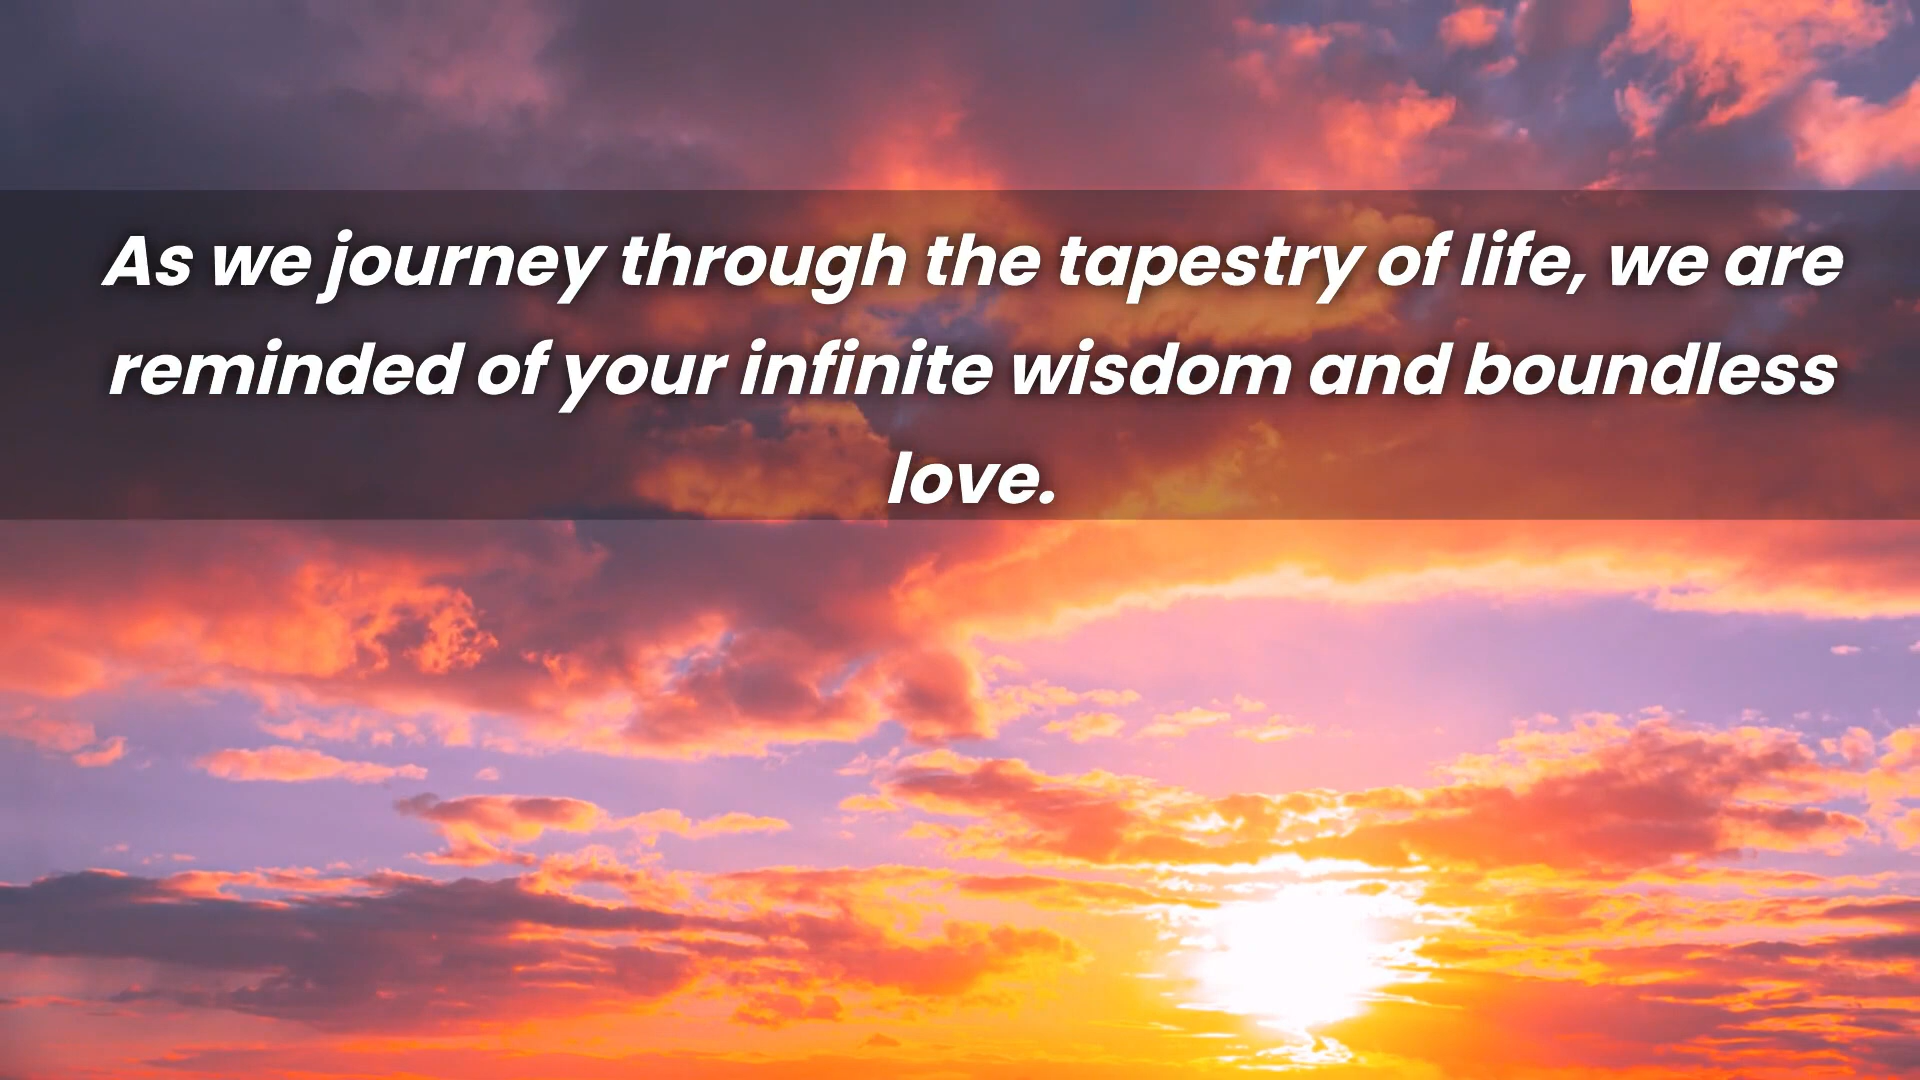 As we journey through the tapestry of life, we are
reminded of your infinite wisdom and boundless
love.